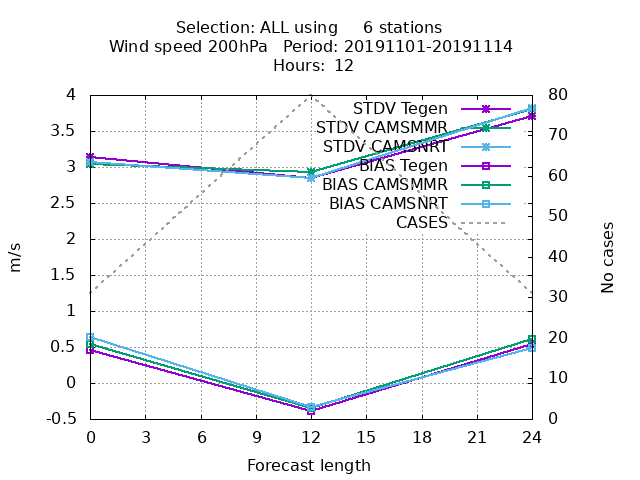 Selection: ALL using     6 stations
Wind speed 200hPa   Period: 20191101-20191114
Hours:  12
4
3.5
3
2.5
2
1.5
1
0.5
0
-0.5
m/s
STDV Tegen
STDV CAMSMMR
STDV CAMSNRT
BIAS Tegen
BIAS CAMSMMR
BIAS CAMSNRT
CASES
80
70
60
50
40
30
20
10
0
No cases
0 3 6 9 12 15 18 21 24
Forecast length